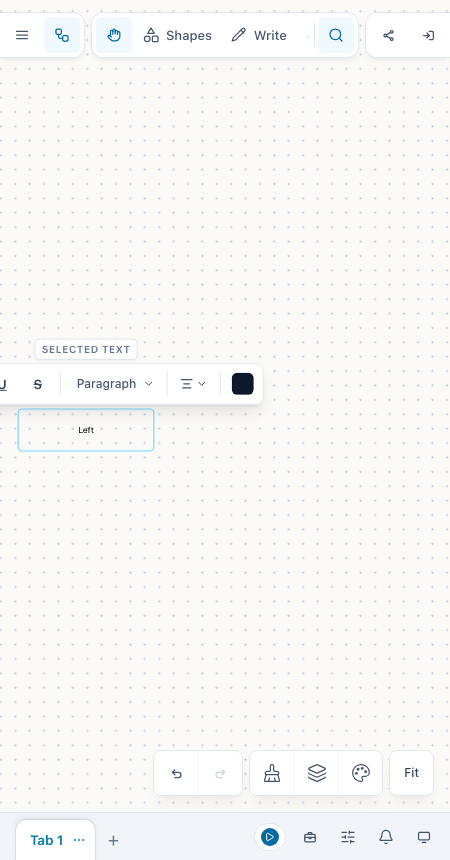 Shapes
Write
SELECTED TEXT
U S Paragraph
Left
Fit
Tab 1